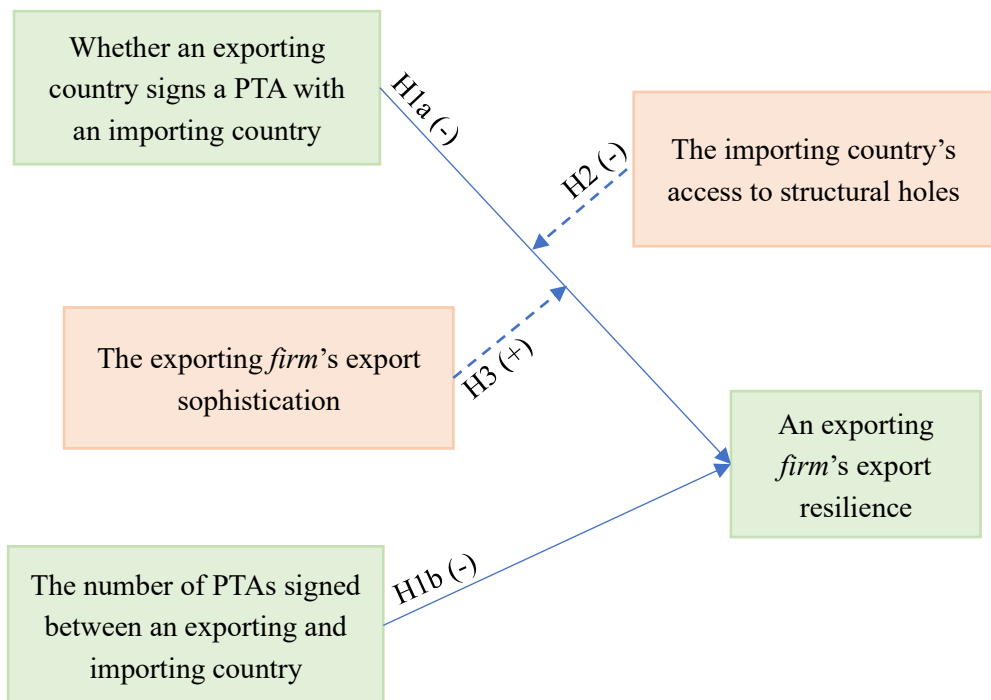 Whether an exporting
country signs a PTA with
an importing country
H1a (-)
H2 (-)
The importing country’s
access to structural holes
The exporting firm’s export
sophistication
H3 (+)
An exporting
firm’s export
resilience
H1b (-)
The number of PTAs signed
between an exporting and
importing country